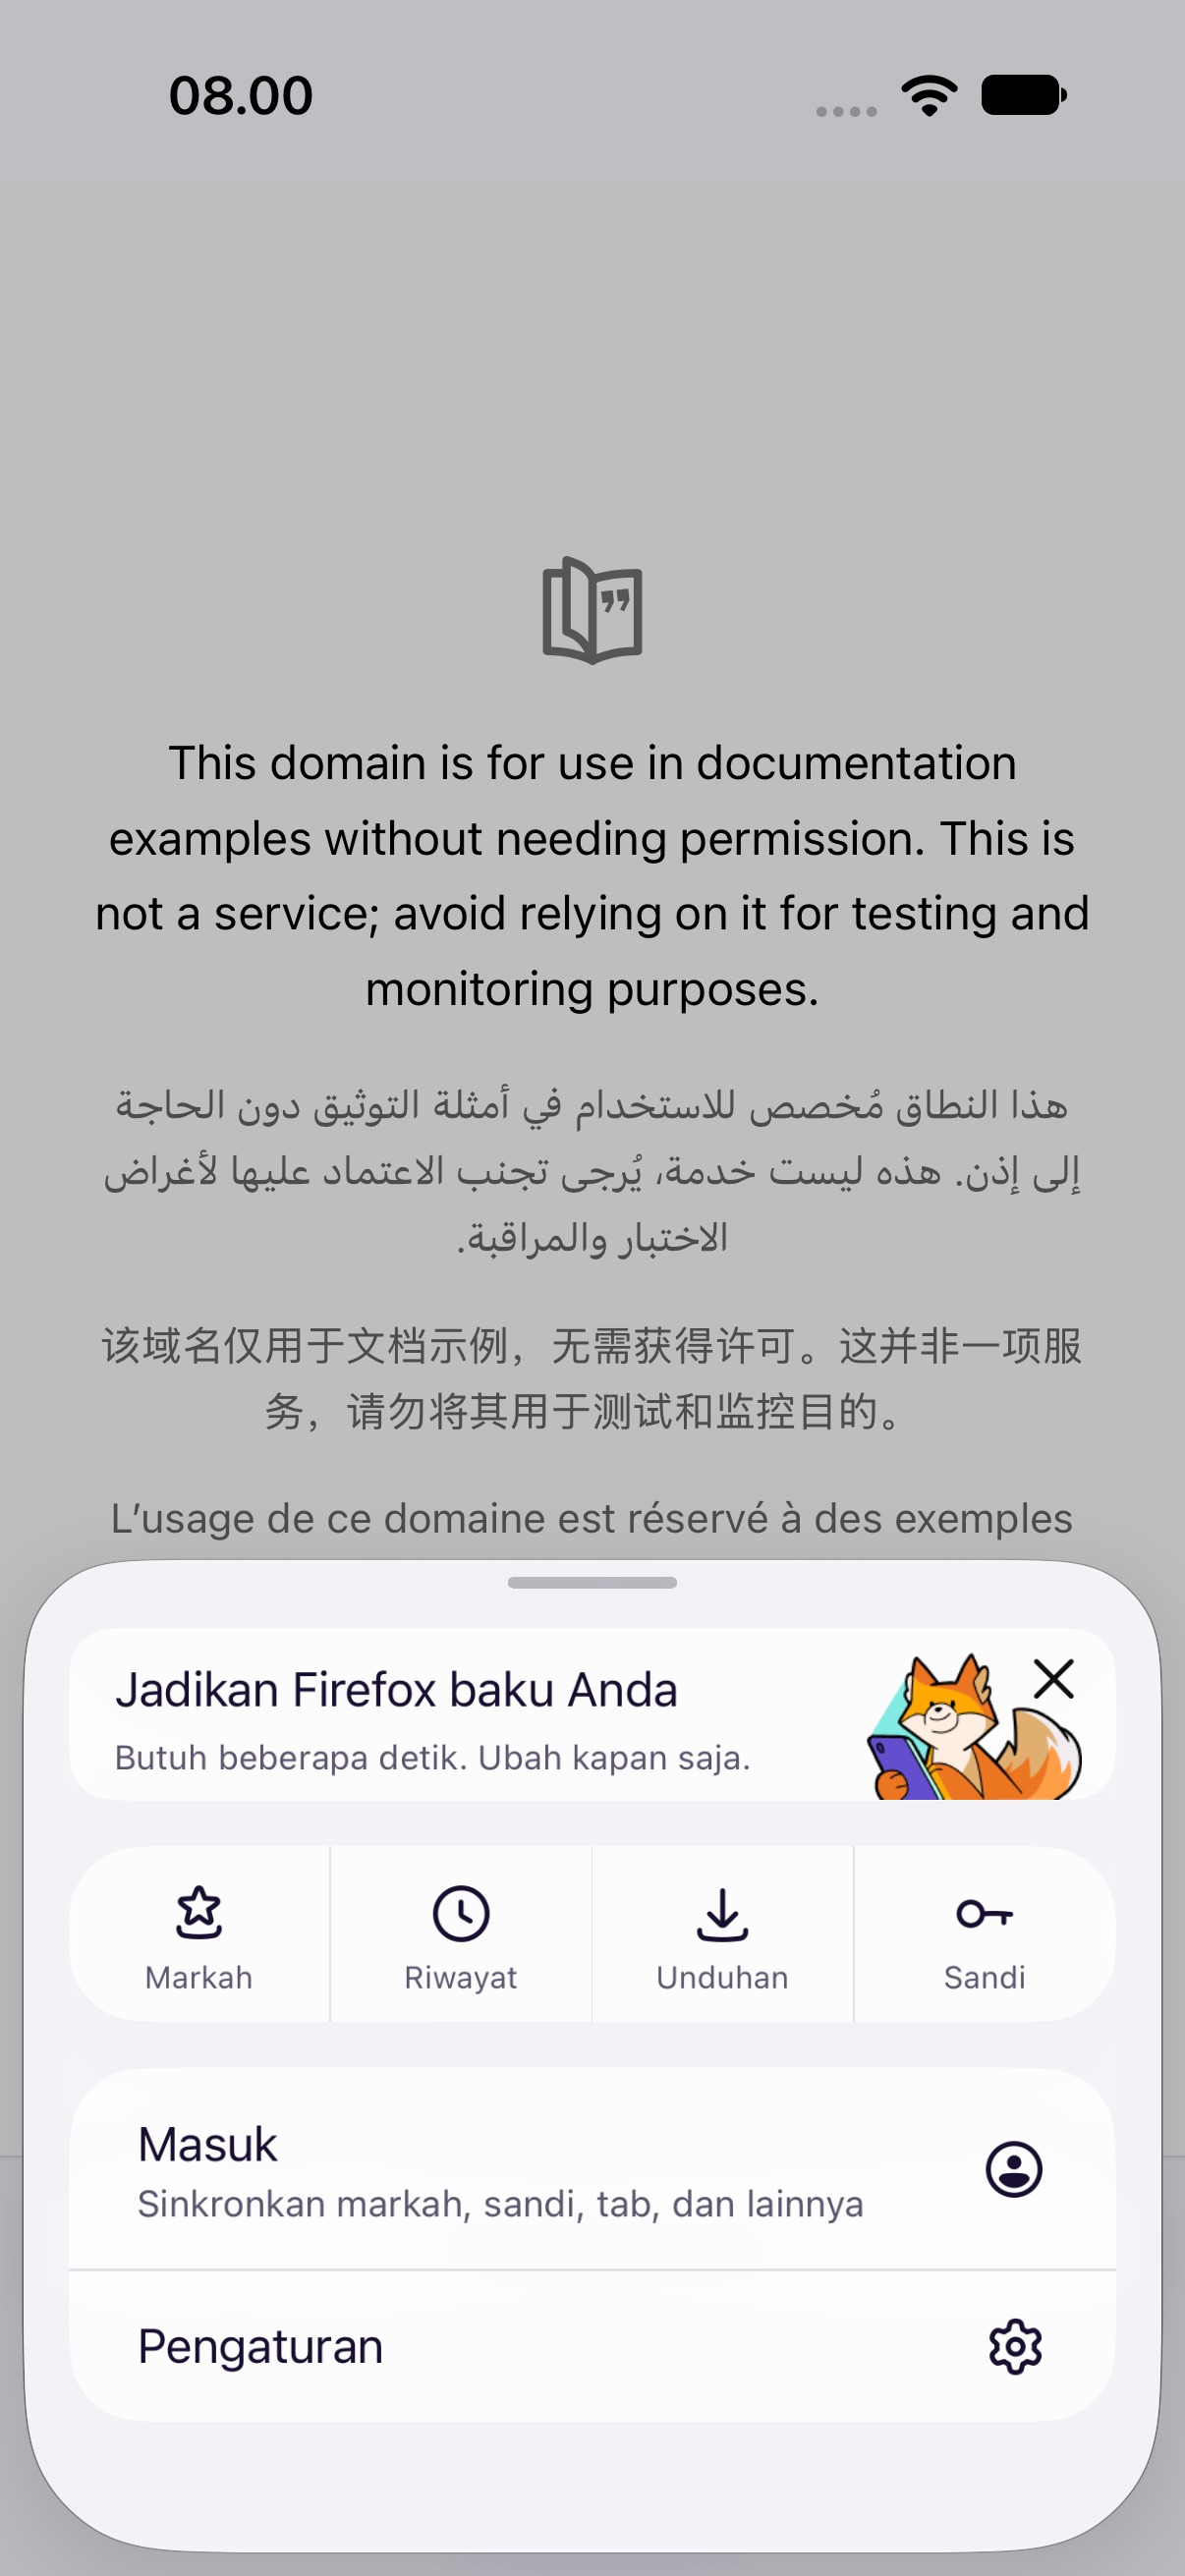 08.00
This domain is for use in documentation
examples without needing permission. This is
not a service; avoid relying on it for testing and
monitoring purposes.
هذا النطاق مُخصص للاستخدام في أمثلة التوثيق دون الحاجة
إلى إذن. هذه ليست خدمة، يُرجى تجنب الاعتماد عليها لأغراض
الاختبار والمراقبة.
该域名仅用于文档示例，无需获得许可。这并非一项服
务，请勿将其用于测试和监控目的。
L’usage de ce domaine est réservé à des exemples
Jadikan Firefox baku Anda
Butuh beberapa detik. Ubah kapan saja.
Markah
Riwayat
Unduhan
Sandi
Masuk
Sinkronkan markah, sandi, tab, dan lainnya
Pengaturan